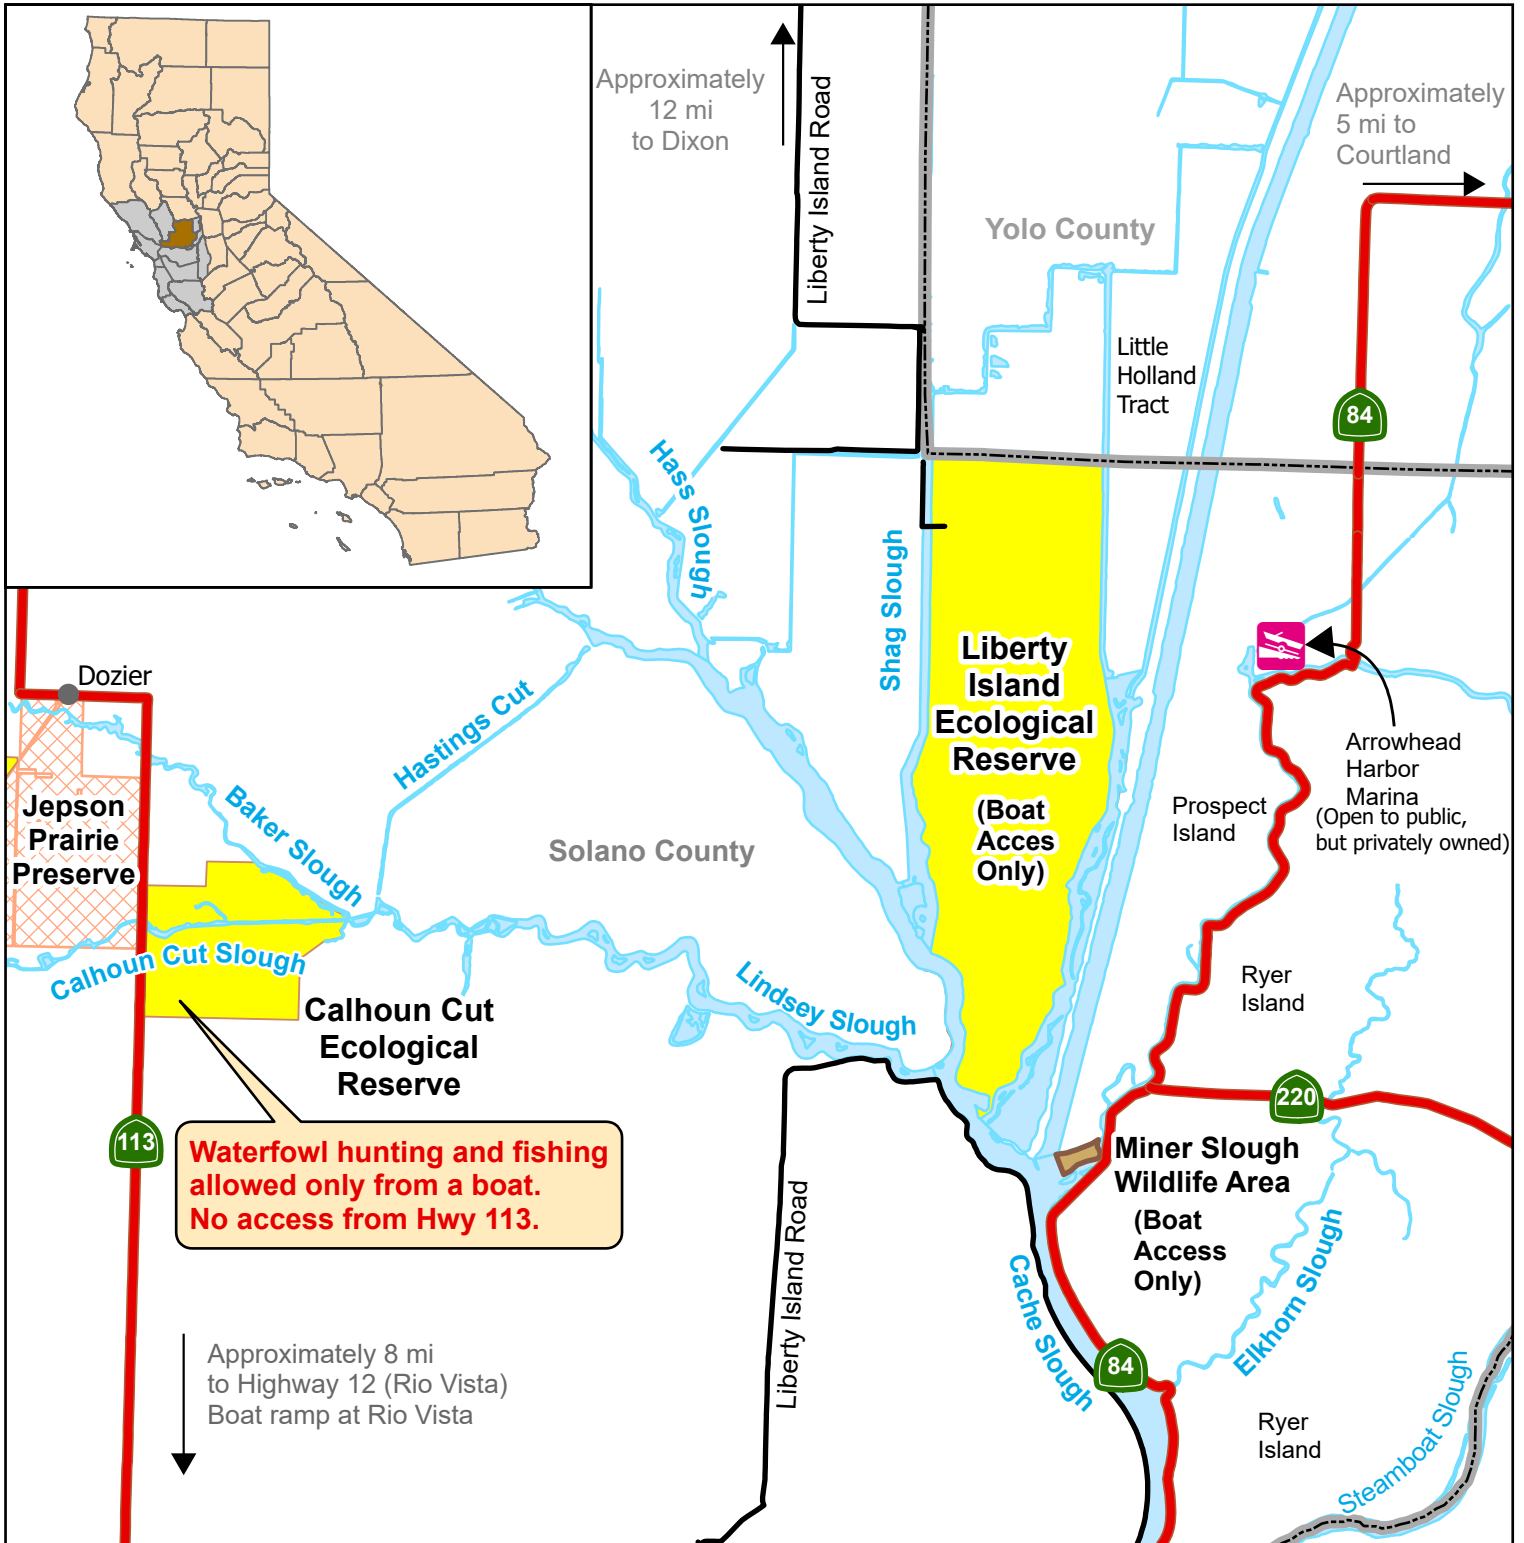 Approximately
12 mi
to Dixon
Liberty Island Road
Approximately
5 mi to
Courtland
Yolo County
Little
Holland
Tract
84
Hass Slough
Shag Slough
Liberty
Island
Ecological
Reserve
(Boat
Acces
Only)
Dozier
Hastings Cut
Arrowhead
Harbor
Marina
(Open to public,
but privately owned)
Prospect
Island
Jepson
Prairie
Preserve
Baker Slough
Solano County
Calhoun Cut Slough
Lindsey Slough
Ryer
Island
Calhoun Cut
Ecological
Reserve
220
113
Waterfowl hunting and fishing
allowed only from a boat.
No access from Hwy 113.
Miner Slough
Wildlife Area
(Boat
Access
Only)
Liberty Island Road
Cache Slough
Elkhorn Slough
84
Approximately 8 mi
to Highway 12 (Rio Vista)
Boat ramp at Rio Vista
Ryer
Island
Steamboat Slough